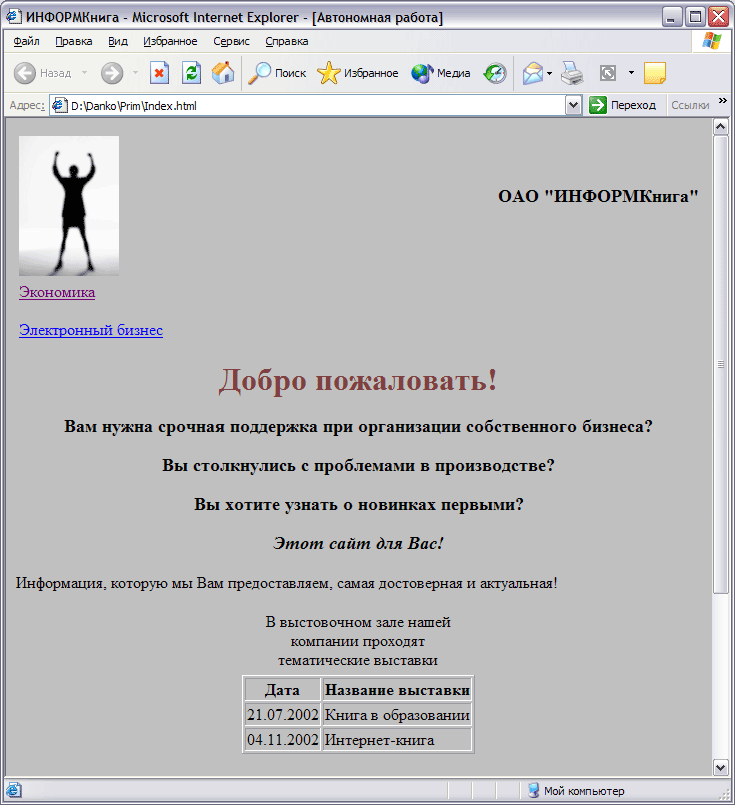 ИНФОРМКнига - Microsoft Internet Explorer - [Автономная работа]
Файл Правка Вид Избранное Сервис Справка
Назад Поиск Избранное Медиа
Адрес: D:\Danko\Prim\Index.html Переход Ссылки »
ОАО "ИНФОРМКнига"
Экономика
Электронный бизнес
Добро пожаловать!
Вам нужна срочная поддержка при организации собственного бизнеса?
Вы столкнулись с проблемами в производстве?
Вы хотите узнать о новинках первыми?
Этот сайт для Вас!
Информация, которую мы Вам предоставляем, самая достоверная и актуальная!
В выстовочном зале нашей
компании проходят
тематические выставки
Дата Название выставки
21.07.2002 Книга в образовании
04.11.2002 Интернет-книга
Мой компьютер